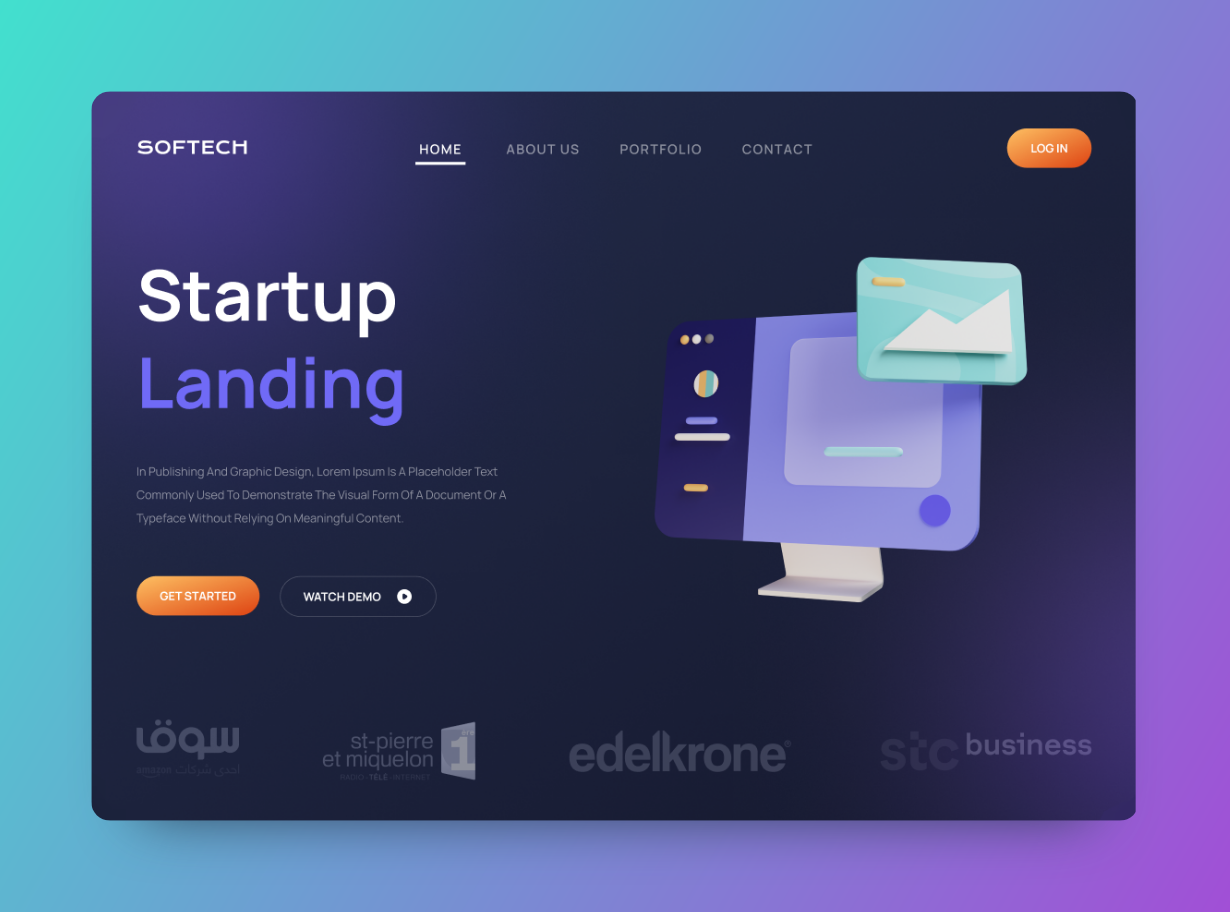 SOFTECH
HOME
ABOUT US
PORTFOLIO
CONTACT
LOG IN
Startup
Landing
In Publishing And Graphic Design, Lorem Ipsum Is A Placeholder Text
Commonly Used To Demonstrate The Visual Form Of A Document Or A
Typeface Without Relying On Meaningful Content.
GET STARTED
WATCH DEMO
سوق
احدى شركات amazon
st-pierre
et miquelon
1
RADIO · TELE · INTERNET
edelkrone®
stc business